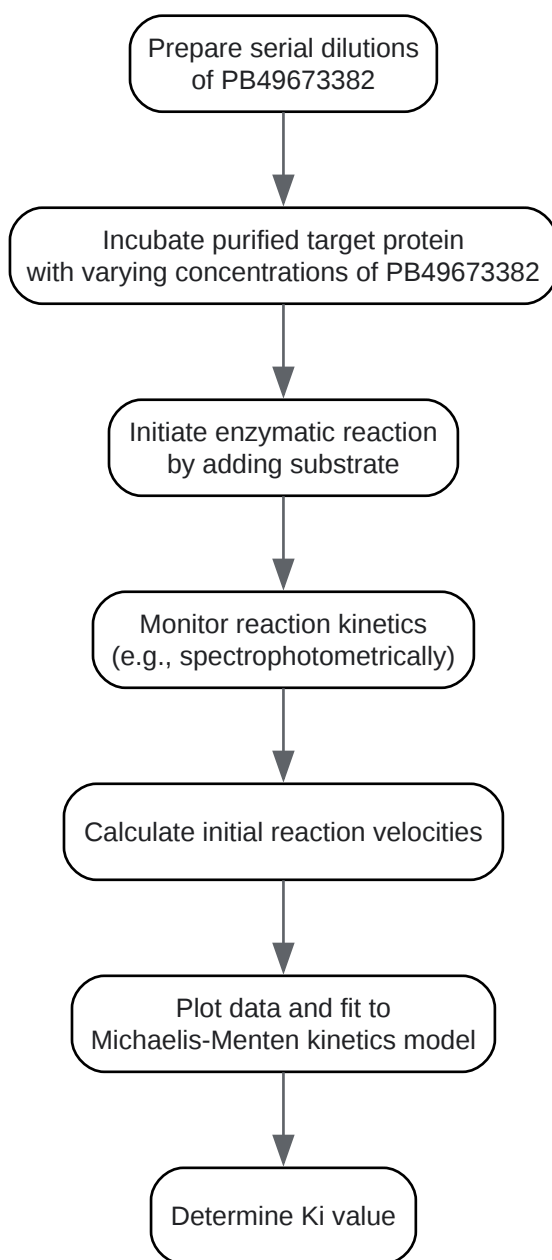 Prepare serial dilutions
of PB49673382
Incubate purified target protein
with varying concentrations of PB49673382
Initiate enzymatic reaction
by adding substrate
Monitor reaction kinetics
(e.g., spectrophotometrically)
Calculate initial reaction velocities
Plot data and fit to
Michaelis-Menten kinetics model
Determine Ki value